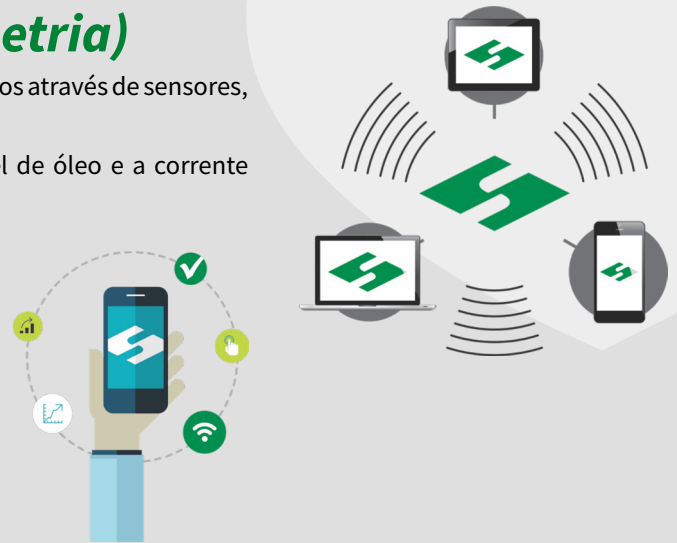 etria)
os através de sensores,
l de óleo e a corrente